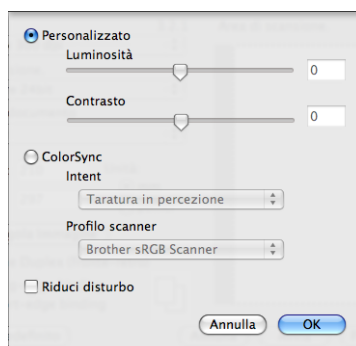 Personalizzato
Luminosità
0
Contrasto
0
ColorSync
Intent
Taratura in percezione
Profilo scanner
Brother sRGB Scanner
Riduci disturbo
Annulla OK